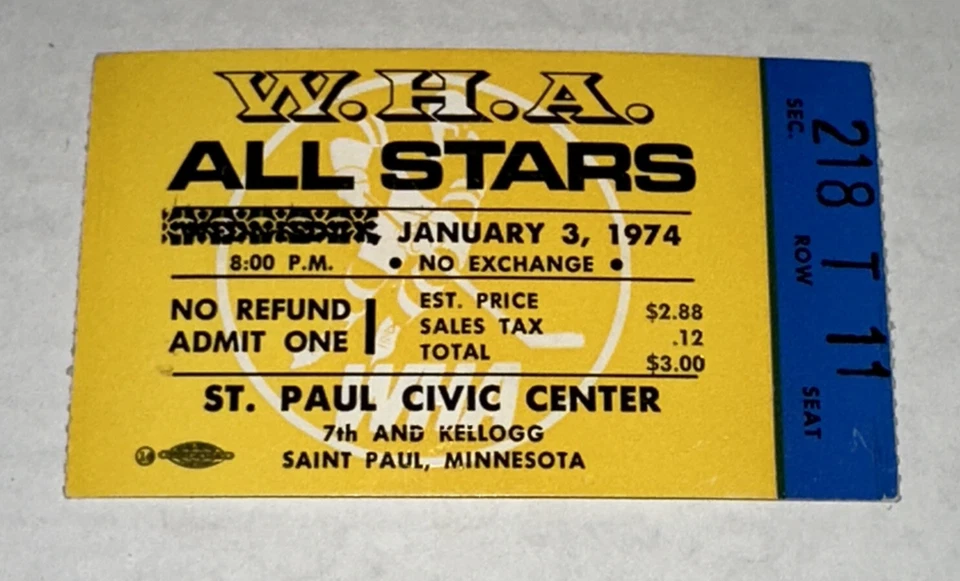 W.H.A.
ALL STARS
JANUARY 3, 1974
8:00 P.M. • NO EXCHANGE •
NO REFUND
ADMIT ONE
EST. PRICE $2.88
SALES TAX .12
TOTAL $3.00
ST. PAUL CIVIC CENTER
7th AND KELLOGG
SAINT PAUL, MINNESOTA
WHA
SEC. 218
ROW T
SEAT 11